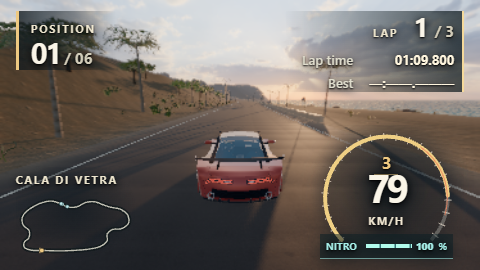 POSITION
01 / 06
LAP 1 / 3
Lap time 01:09.800
Best --:--.---
CALA DI VETRA
3
79
KM/H
NITRO 100 %